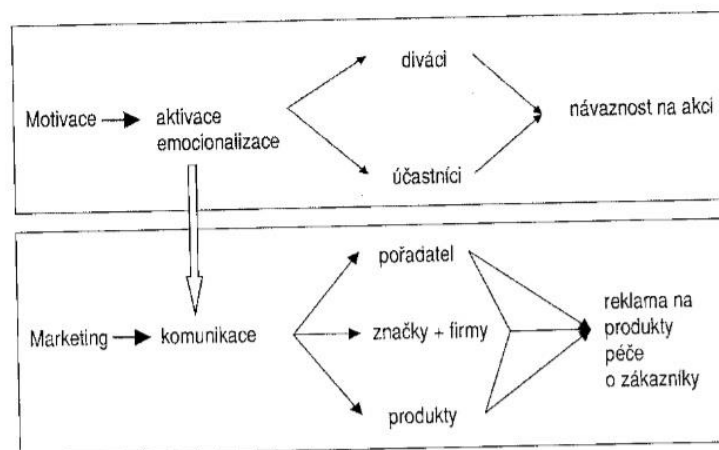 diváci
Motivace
aktivace
emocionalizace
návaznost na akci
účastníci
pořadatel
Marketing
komunikace
značky + firmy
reklama na
produkty
péče
o zákazníky
produkty